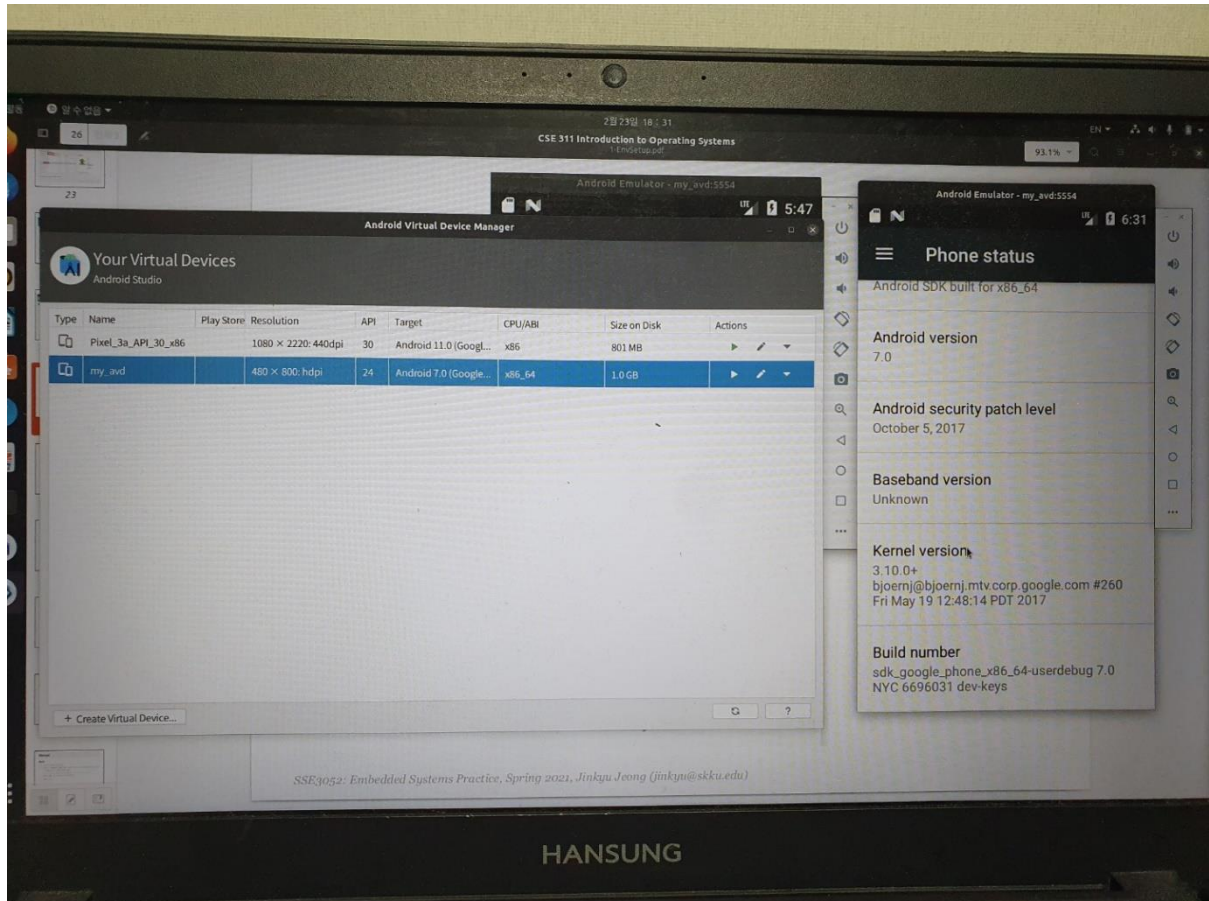 알 수 없음
2월 23일 18 : 31
EN
26
CSE 311 Introduction to Operating Systems
1-EnvSetup.pdf
93.1%
23
Android Emulator - my_avd:5554
5:47
Android Virtual Device Manager
Your Virtual Devices
Android Studio
Type Name Play Store Resolution API Target CPU/ABI Size on Disk Actions
Pixel_3a_API_30_x86 1080 × 2220: 440dpi 30 Android 11.0 (Googl... x86 801 MB
my_avd 480 × 800: hdpi 24 Android 7.0 (Google... x86_64 1.0 GB
+ Create Virtual Device...
?
Android Emulator - my_avd:5554
6:31
Phone status
Android SDK built for x86_64
Android version
7.0
Android security patch level
October 5, 2017
Baseband version
Unknown
Kernel version
3.10.0+
bjoernj@bjoernj.mtv.corp.google.com #260
Fri May 19 12:48:14 PDT 2017
Build number
sdk_google_phone_x86_64-userdebug 7.0
NYC 6696031 dev-keys
SSE3052: Embedded Systems Practice, Spring 2021, Jinkyu Jeong (jinkyu@skku.edu)
HANSUNG